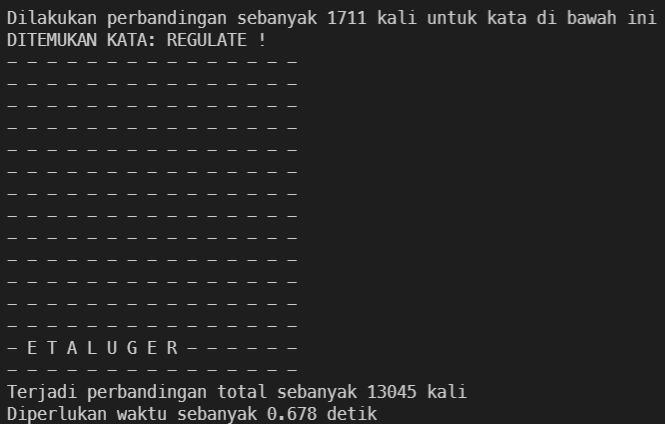 Dilakukan perbandingan sebanyak 1711 kali untuk kata di bawah ini
DITEMUKAN KATA: REGULATE !
- - - - - - - - - - - - - - -
- - - - - - - - - - - - - - -
- - - - - - - - - - - - - - -
- - - - - - - - - - - - - - -
- - - - - - - - - - - - - - -
- - - - - - - - - - - - - - -
- - - - - - - - - - - - - - -
- - - - - - - - - - - - - - -
- - - - - - - - - - - - - - -
- - - - - - - - - - - - - - -
- - - - - - - - - - - - - - -
- - - - - - - - - - - - - - -
- - - - - - - - - - - - - - -
- E T A L U G E R - - - - - -
- - - - - - - - - - - - - - -
Terjadi perbandingan total sebanyak 13045 kali
Diperlukan waktu sebanyak 0.678 detik